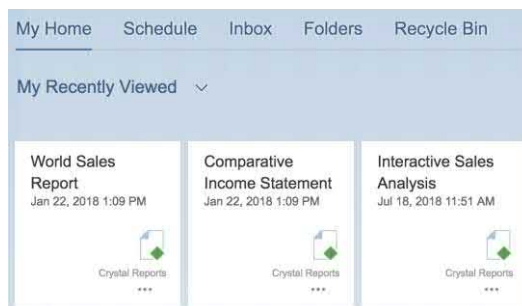 My Home Schedule Inbox Folders Recycle Bin
My Recently Viewed
World Sales
Report
Jan 22, 2018 1:09 PM
Crystal Reports
Comparative
Income Statement
Jan 22, 2018 1:09 PM
Crystal Reports
Interactive Sales
Analysis
Jul 18, 2018 11:51 AM
Crystal Reports